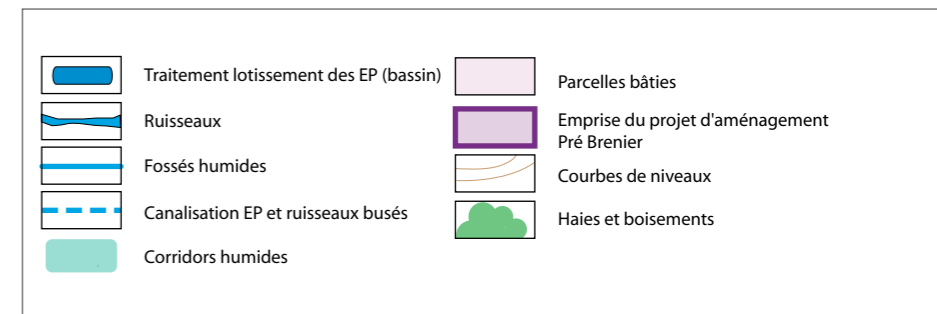 Traitement lotissement des EP (bassin)
Ruisseaux
Fossés humides
Canalisation EP et ruisseaux busés
Corridors humides
Parcelles bâties
Emprise du projet d'aménagement
Pré Brenier
Courbes de niveaux
Haies et boisements